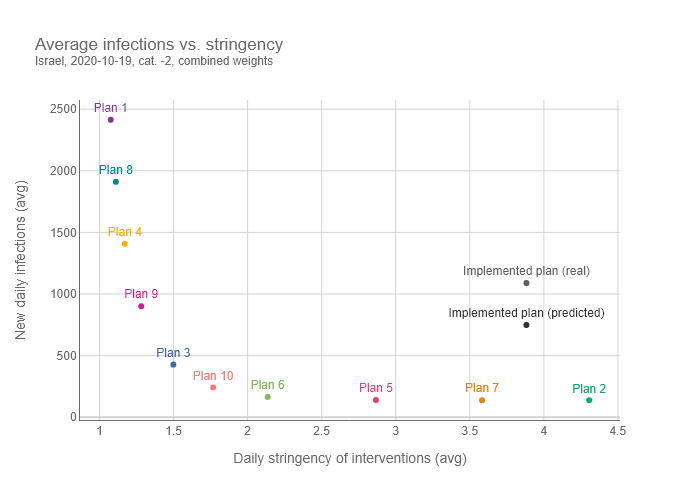 Average infections vs. stringency
Israel, 2020-10-19, cat. -2, combined weights
New daily infections (avg)
2500
2000
1500
1000
500
0
Plan 1
Plan 8
Plan 4
Plan 9
Plan 3
Plan 10
Plan 6
Plan 5
Plan 7
Plan 2
Implemented plan (real)
Implemented plan (predicted)
1
1.5
2
2.5
3
3.5
4
4.5
Daily stringency of interventions (avg)